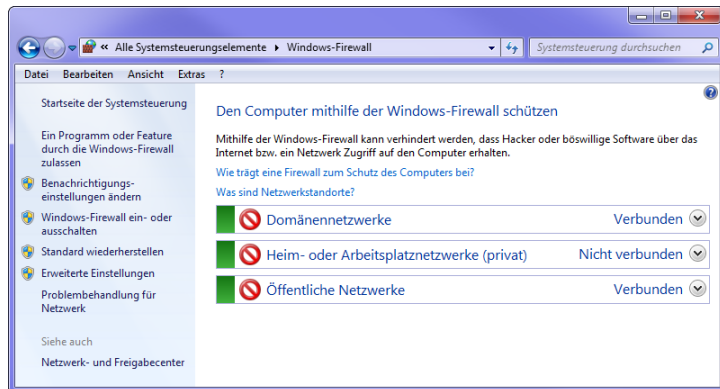 « Alle Systemsteuerungselemente ▸ Windows-Firewall
Systemsteuerung durchsuchen
Datei Bearbeiten Ansicht Extras ?
Startseite der Systemsteuerung
Ein Programm oder Feature
durch die Windows-Firewall
zulassen
Benachrichtigungs-
einstellungen ändern
Windows-Firewall ein- oder
ausschalten
Standard wiederherstellen
Erweiterte Einstellungen
Problembehandlung für
Netzwerk
Siehe auch
Netzwerk- und Freigabecenter
Den Computer mithilfe der Windows-Firewall schützen
Mithilfe der Windows-Firewall kann verhindert werden, dass Hacker oder böswillige Software über das
Internet bzw. ein Netzwerk Zugriff auf den Computer erhalten.
Wie trägt eine Firewall zum Schutz des Computers bei?
Was sind Netzwerkstandorte?
Domänennetzwerke Verbunden
Heim- oder Arbeitsplatznetzwerke (privat) Nicht verbunden
Öffentliche Netzwerke Verbunden